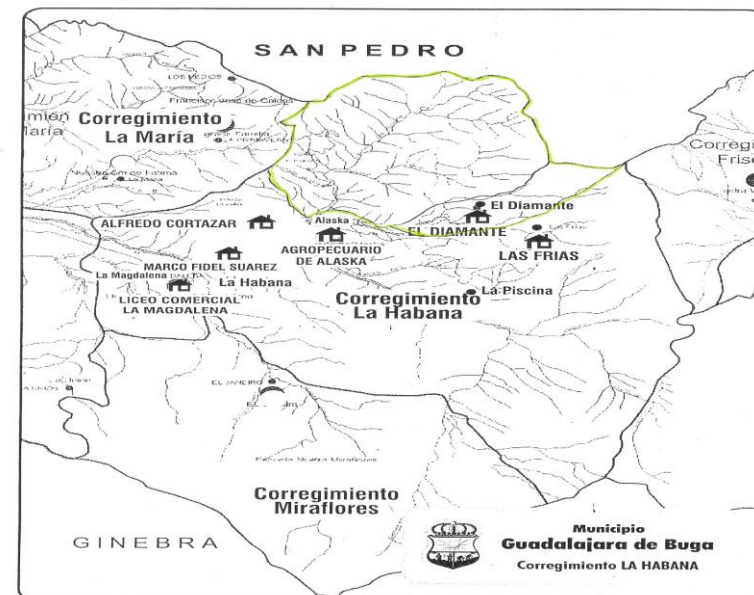 SAN PEDRO
Francisco Jose de Caldas
Corregimiento
La María
El Diamante
EL DIAMANTE
ALFREDO CORTAZAR
Alaska
AGROPECUARIO
DE ALASKA
LAS FRIAS
MARCO FIDEL SUAREZ
La Habana
La Magdalena
LICEO COMERCIAL
LA MAGDALENA
La Piscina
Corregimiento
La Habana
EL JANEIRO
Corregimiento
Miraflores
GINEBRA
Municipio
Guadalajara de Buga
Corregimiento LA HABANA